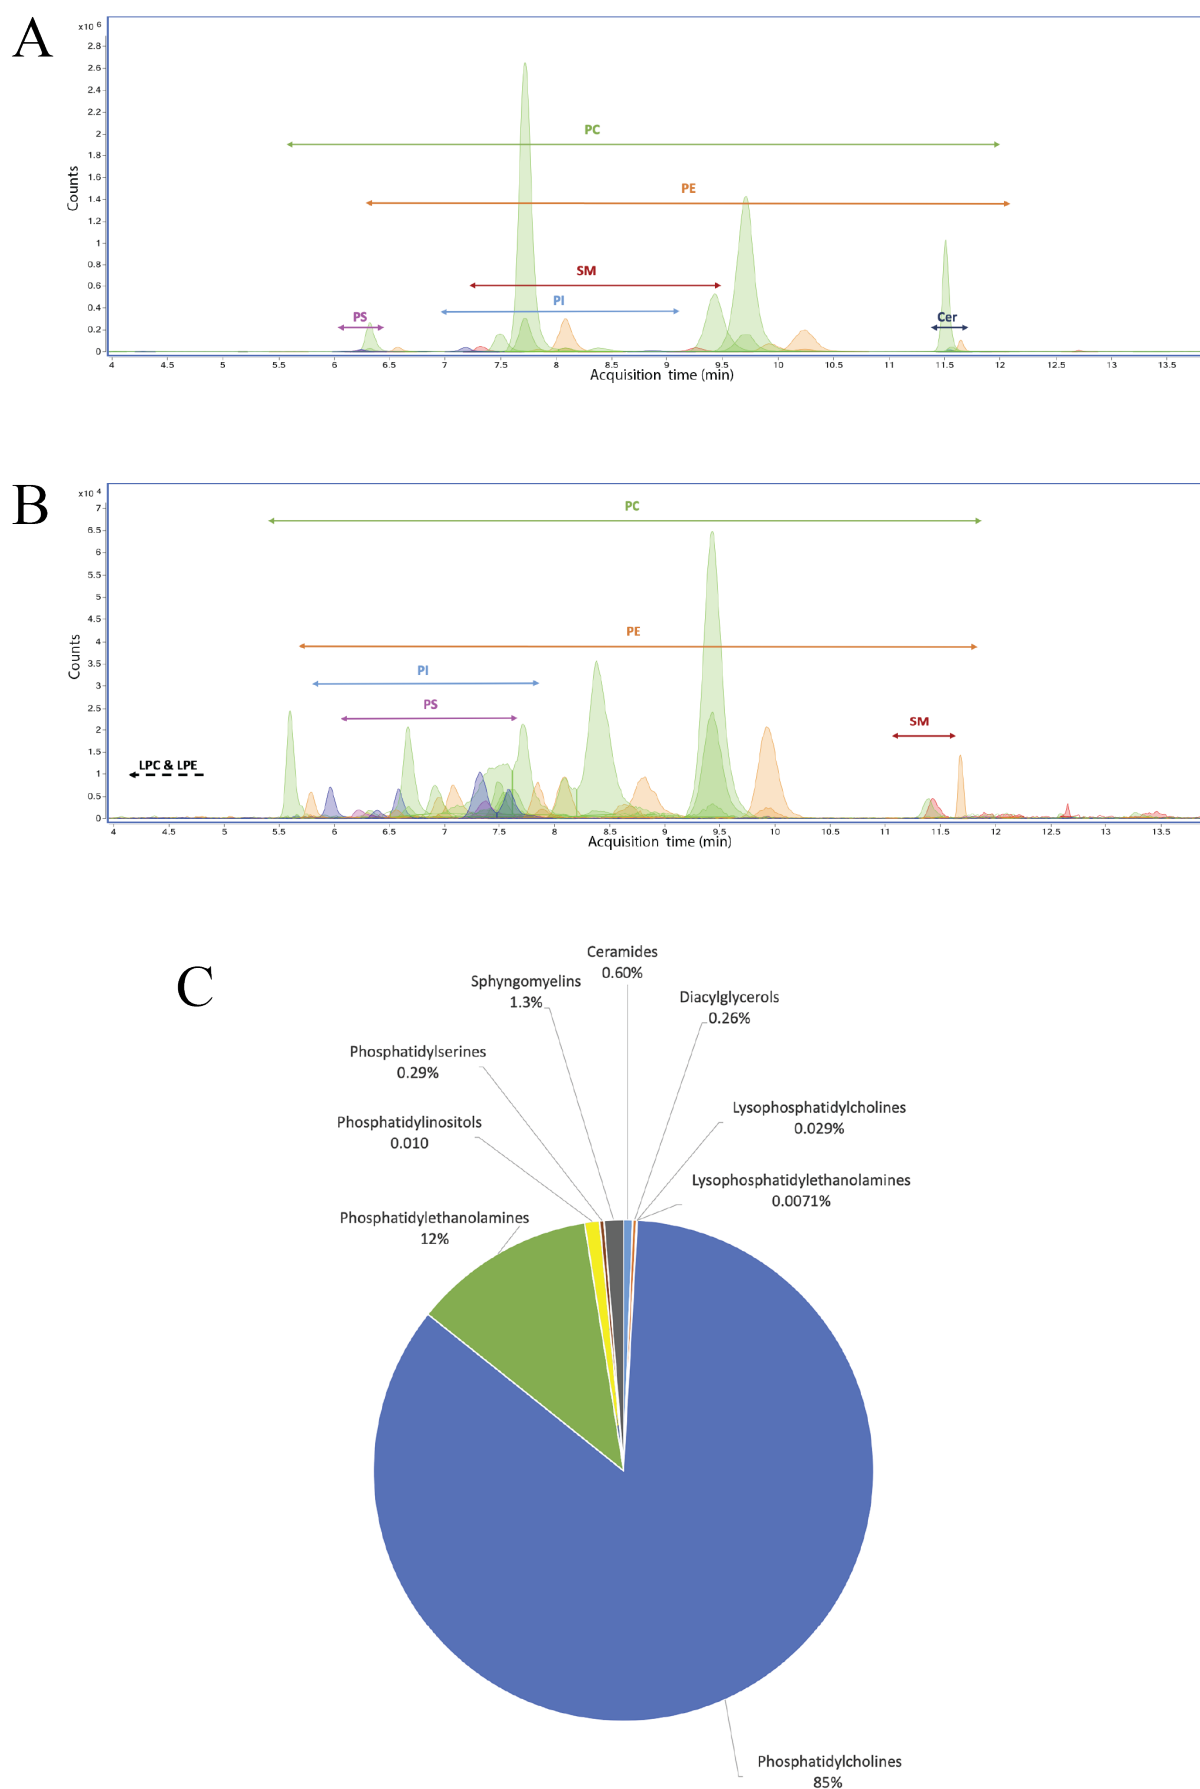 A
x10 6
2.8
2.6
2.4
2.2
2
1.8
1.6
1.4
1.2
1
0.8
0.6
0.4
0.2
0
Counts
PC
PE
SM
PI
PS
Cer
4 4.5 5 5.5 6 6.5 7 7.5 8 8.5 9 9.5 10 10.5 11 11.5 12 12.5 13 13.5
Acquisition time (min)
B
x10 4
7
6.5
6
5.5
5
4.5
4
3.5
3
2.5
2
1.5
1
0.5
0
Counts
PC
PE
PI
PS
SM
LPC & LPE
4 4.5 5 5.5 6 6.5 7 7.5 8 8.5 9 9.5 10 10.5 11 11.5 12 12.5 13 13.5
Acquisition time (min)
C
Ceramides
0.60%
Sphyngomyelins
1.3%
Diacylglycerols
0.26%
Phosphatidylserines
0.29%
Lysophosphatidylcholines
0.029%
Phosphatidylinositols
0.010
Lysophosphatidylethanolamines
0.0071%
Phosphatidylethanolamines
12%
Phosphatidylcholines
85%